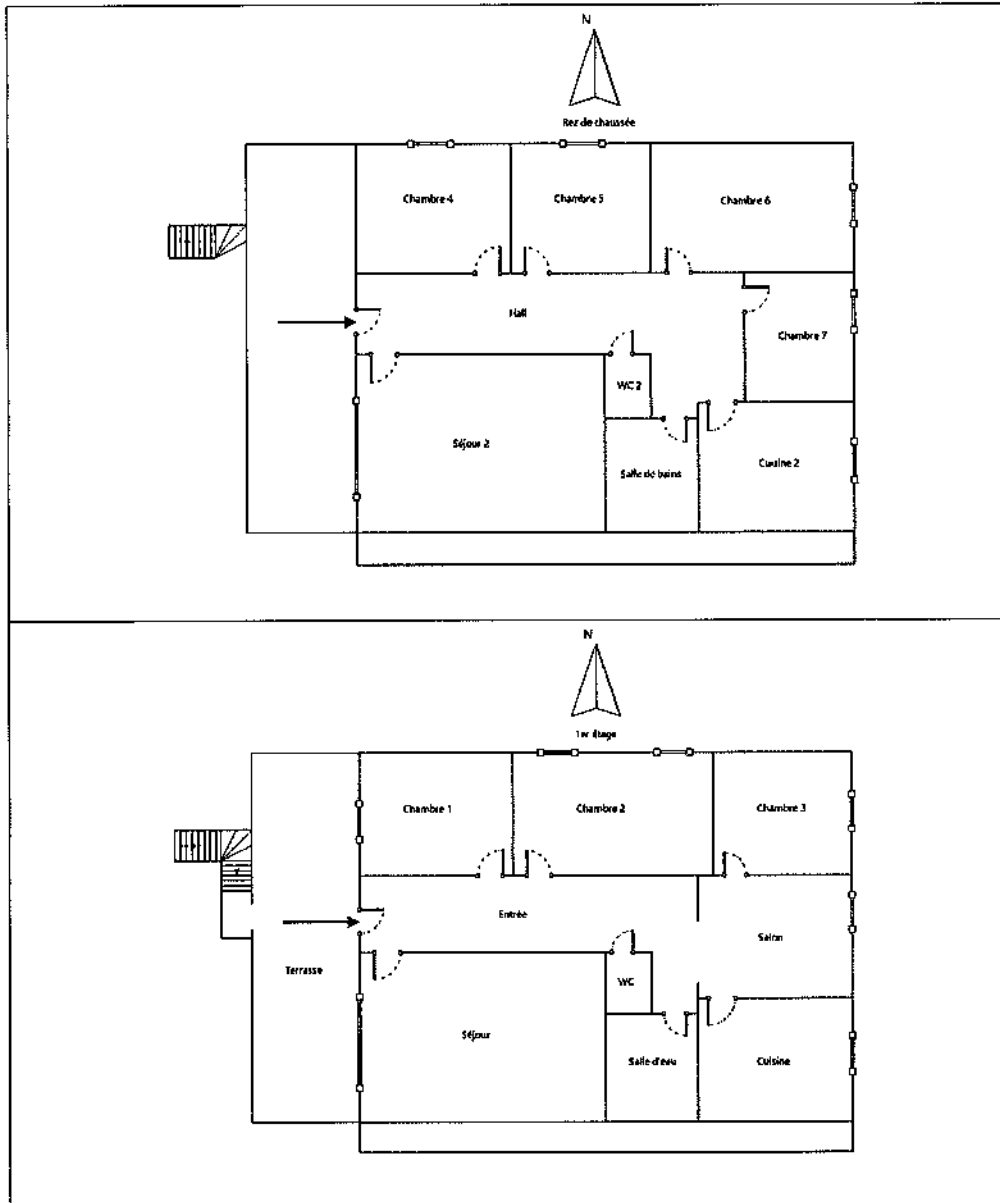 N
Rez de chaussée
Chambre 4
Chambre 5
Chambre 6
Hall
Chambre 7
WC 2
Séjour 2
Salle de bains
Cuisine 2
N
1er étage
Chambre 1
Chambre 2
Chambre 3
Entrée
Salon
Terrasse
WC
Séjour
Salle d'eau
Cuisine